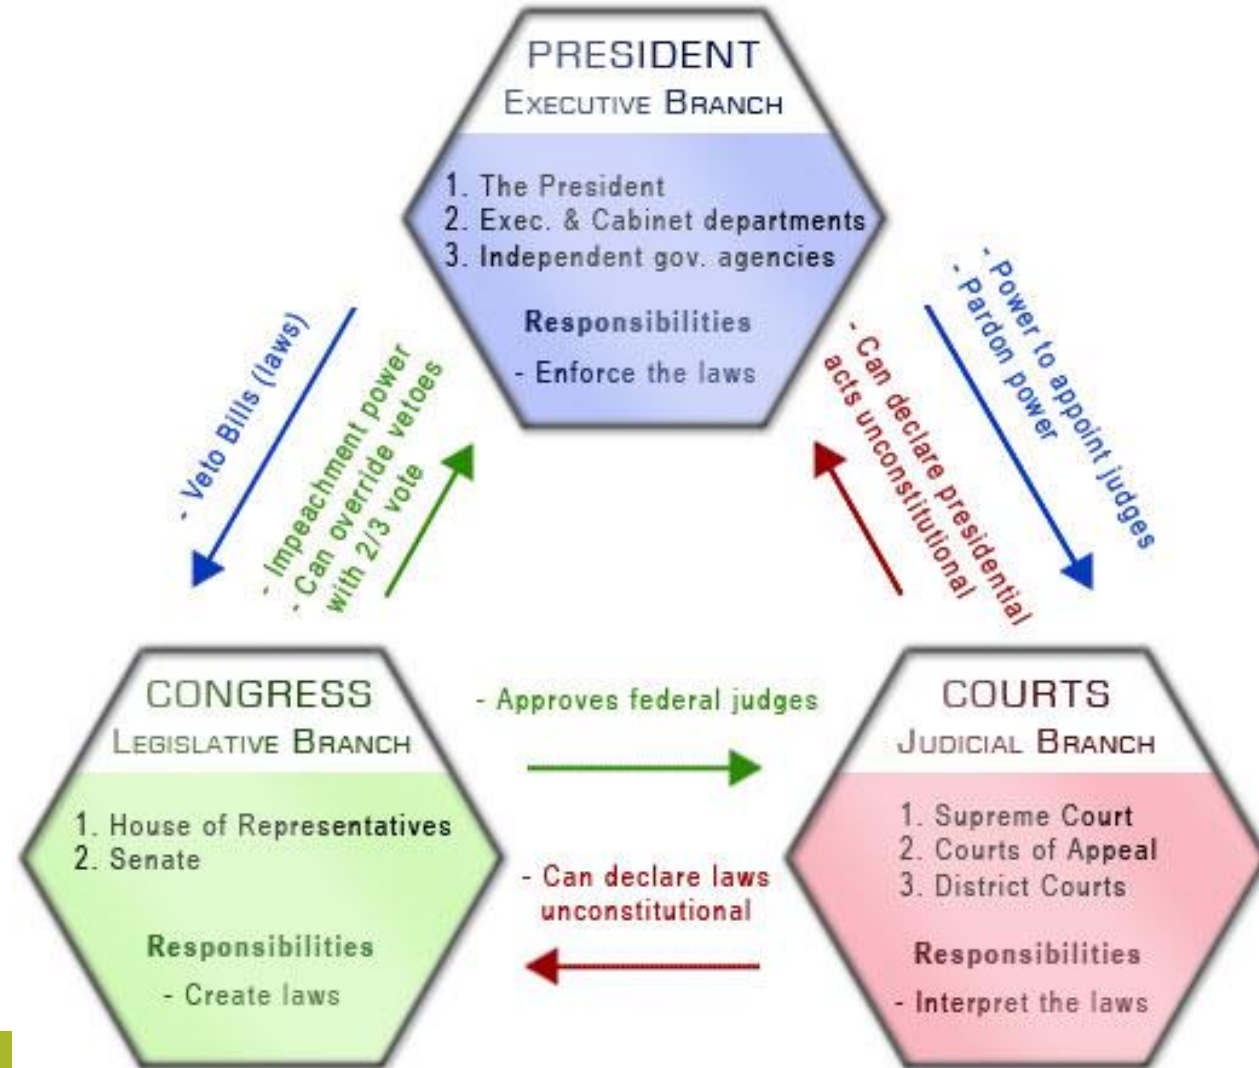 PRESIDENT
EXECUTIVE BRANCH
1. The President
2. Exec. & Cabinet departments
3. Independent gov. agencies
Responsibilities
- Enforce the laws
- Veto Bills (laws)
- Impeachment power
- Can override vetoes
with 2/3 vote
- Can declare presidential
acts unconstitutional
- Power to appoint judges
- Pardon power
CONGRESS
LEGISLATIVE BRANCH
1. House of Representatives
2. Senate
Responsibilities
- Create laws
- Approves federal judges
- Can declare laws
unconstitutional
COURTS
JUDICIAL BRANCH
1. Supreme Court
2. Courts of Appeal
3. District Courts
Responsibilities
- Interpret the laws